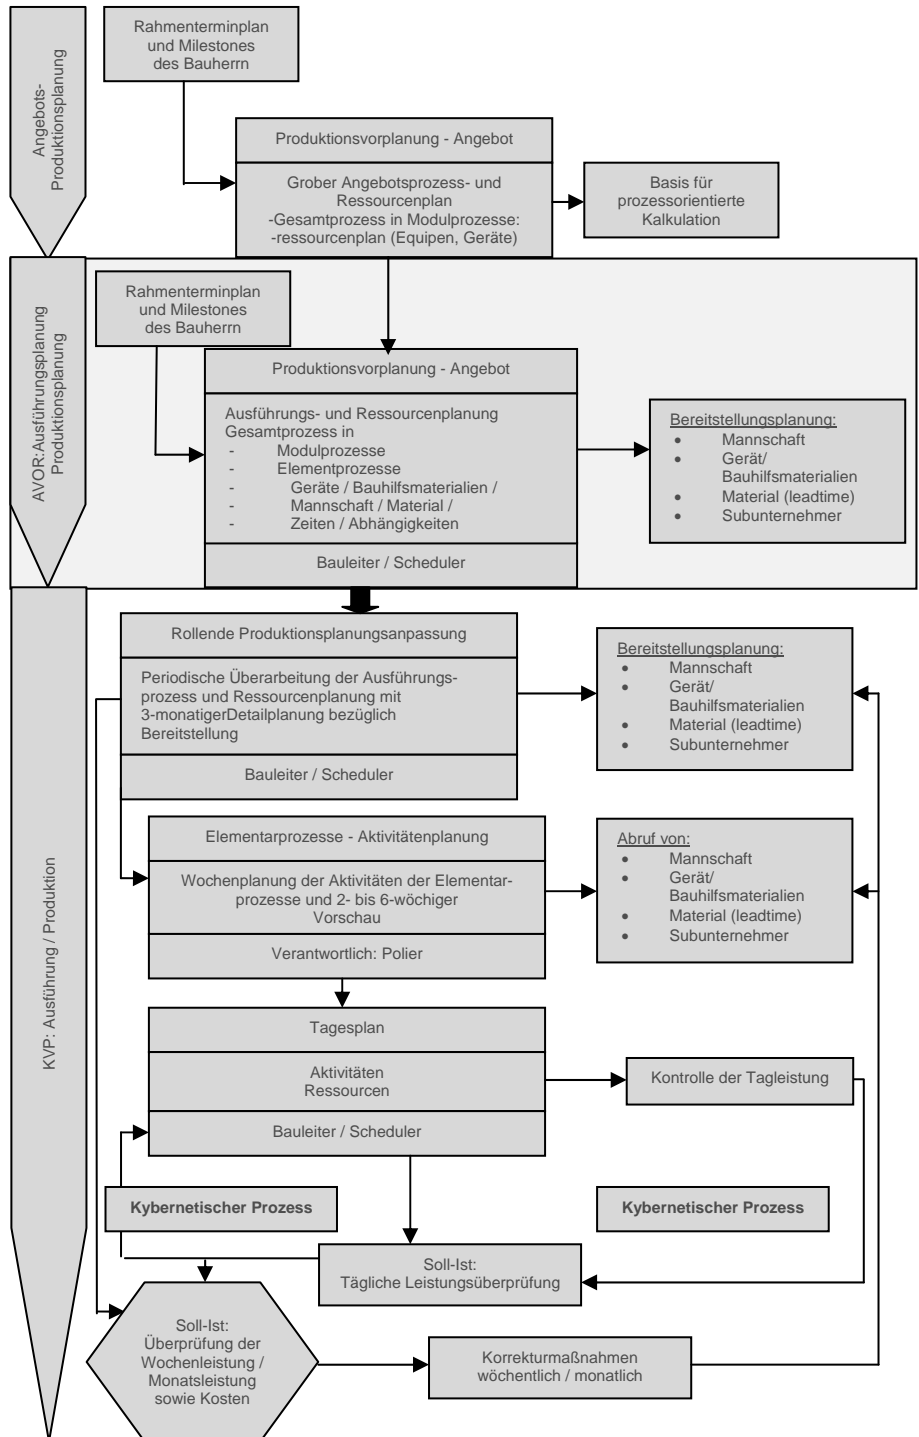 Angebots-
Produktionsplanung
Rahmenterminplan
und Milestones
des Bauherrn
Produktionsvorplanung - Angebot
Grober Angebotsprozess- und
Ressourcenplan
-Gesamtprozess in Modulprozesse:
-ressourcenplan (Equipen, Geräte)
Basis für
prozessorientierte
Kalkulation
AVOR:Ausführungsplanung
Produktionsplanung
Rahmenterminplan
und Milestones
des Bauherrn
Produktionsvorplanung - Angebot
Ausführungs- und Ressourcenplanung
Gesamtprozess in
- Modulprozesse
- Elementprozesse
- Geräte / Bauhilfsmaterialien /
- Mannschaft / Material /
- Zeiten / Abhängigkeiten
Bauleiter / Scheduler
Bereitstellungsplanung:
• Mannschaft
• Gerät/
Bauhilfsmaterialien
• Material (leadtime)
• Subunternehmer
KVP: Ausführung / Produktion
Rollende Produktionsplanungsanpassung
Periodische Überarbeitung der Ausführungs-
prozess und Ressourcenplanung mit
3-monatigerDetailplanung bezüglich
Bereitstellung
Bauleiter / Scheduler
Bereitstellungsplanung:
• Mannschaft
• Gerät/
Bauhilfsmaterialien
• Material (leadtime)
• Subunternehmer
Elementarprozesse - Aktivitätenplanung
Wochenplanung der Aktivitäten der Elementar-
prozesse und 2- bis 6-wöchiger
Vorschau
Verantwortlich: Polier
Abruf von:
• Mannschaft
• Gerät/
Bauhilfsmaterialien
• Material (leadtime)
• Subunternehmer
Tagesplan
Aktivitäten
Ressourcen
Bauleiter / Scheduler
Kontrolle der Tagleistung
Kybernetischer Prozess
Kybernetischer Prozess
Soll-Ist:
Tägliche Leistungsüberprüfung
Soll-Ist:
Überprüfung der
Wochenleistung /
Monatsleistung
sowie Kosten
Korrekturmaßnahmen
wöchentlich / monatlich